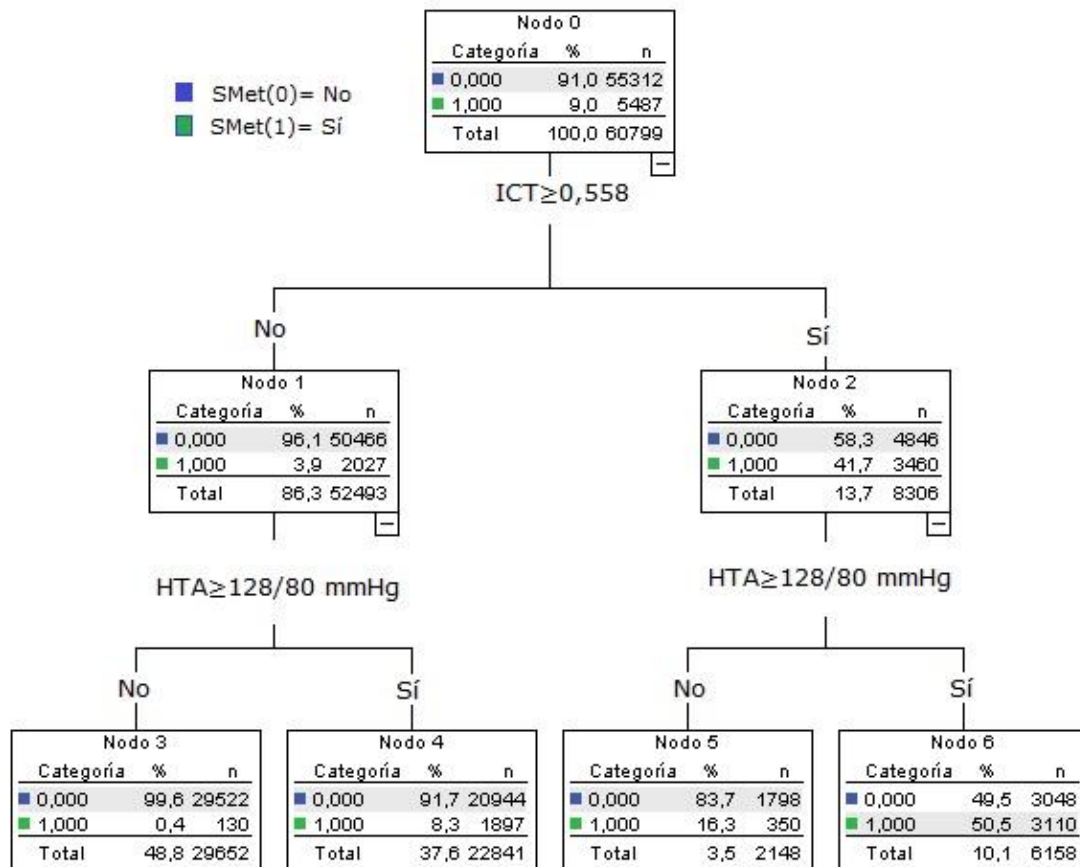 Nodo 0
Categoría % n
0,000 91,0 55312
1,000 9,0 5487
Total 100,0 60799
SMet(0)= No
SMet(1)= Sí
ICT≥0,558
No
Sí
Nodo 1
Categoría % n
0,000 96,1 50466
1,000 3,9 2027
Total 86,3 52493
Nodo 2
Categoría % n
0,000 58,3 4846
1,000 41,7 3460
Total 13,7 8306
HTA≥128/80 mmHg
HTA≥128/80 mmHg
No
Sí
No
Sí
Nodo 3
Categoría % n
0,000 99,6 29522
1,000 0,4 130
Total 48,8 29652
Nodo 4
Categoría % n
0,000 91,7 20944
1,000 8,3 1897
Total 37,6 22841
Nodo 5
Categoría % n
0,000 83,7 1798
1,000 16,3 350
Total 3,5 2148
Nodo 6
Categoría % n
0,000 49,5 3048
1,000 50,5 3110
Total 10,1 6158